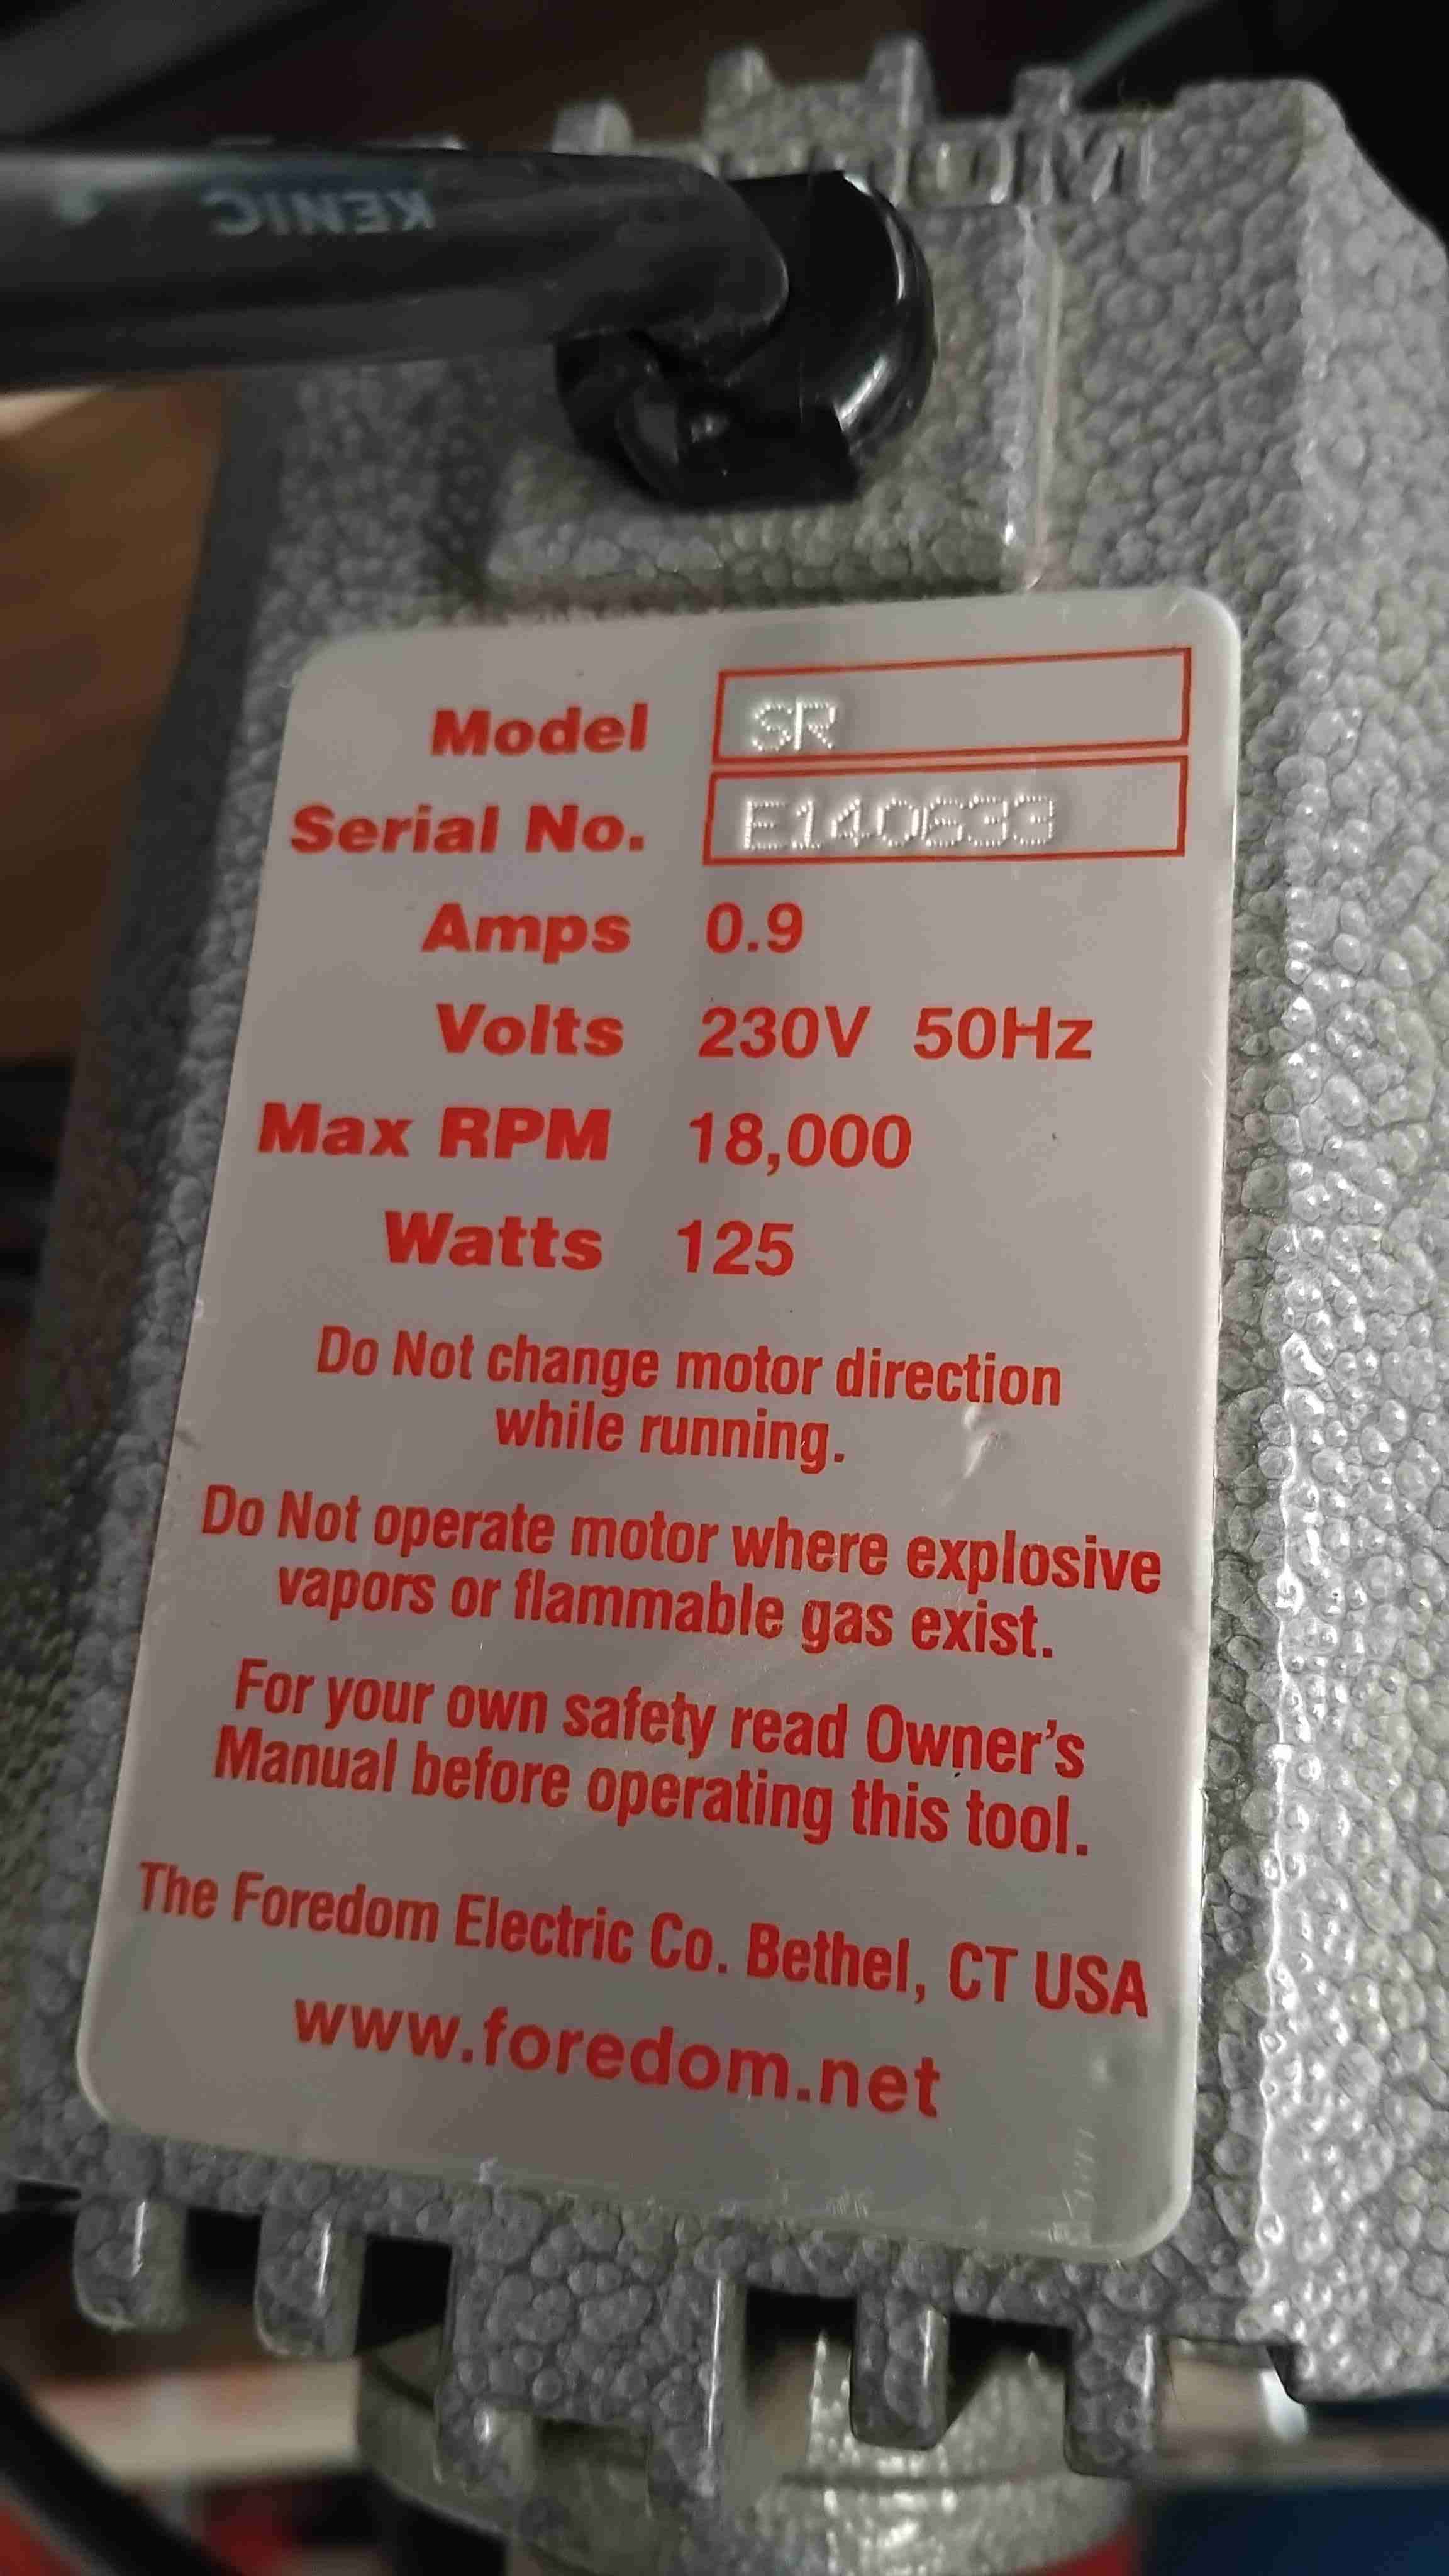 KENIC
Model SR
Serial No. E140633
Amps 0.9
Volts 230V 50Hz
Max RPM 18,000
Watts 125
Do Not change motor direction
while running.
Do Not operate motor where explosive
vapors or flammable gas exist.
For your own safety read Owner's
Manual before operating this tool.
The Foredom Electric Co. Bethel, CT USA
www.foredom.net